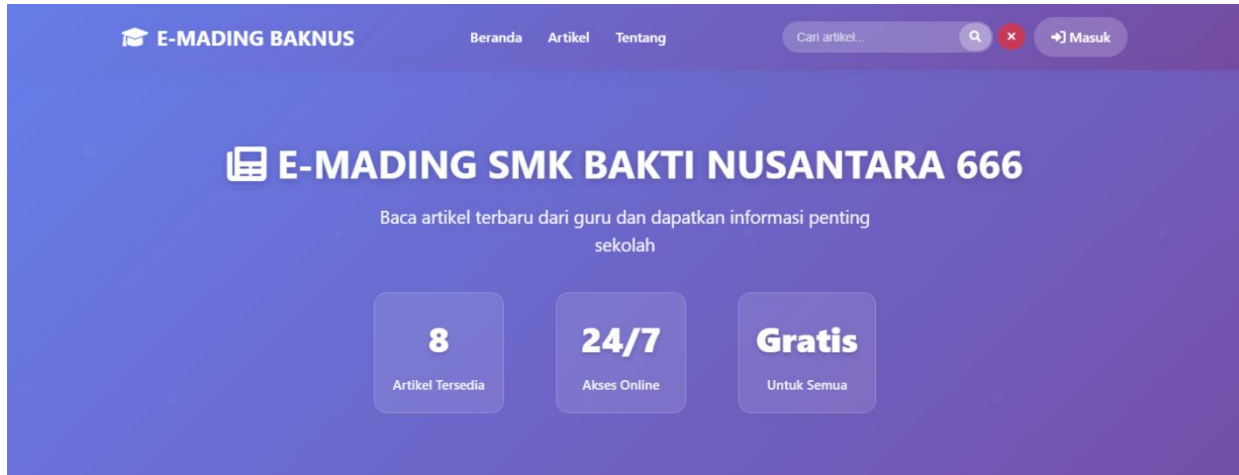 E-MADING BAKNUS
Beranda Artikel Tentang
Cari artikel...
Masuk
E-MADING SMK BAKTI NUSANTARA 666
Baca artikel terbaru dari guru dan dapatkan informasi penting
sekolah
8
Artikel Tersedia
24/7
Akses Online
Gratis
Untuk Semua